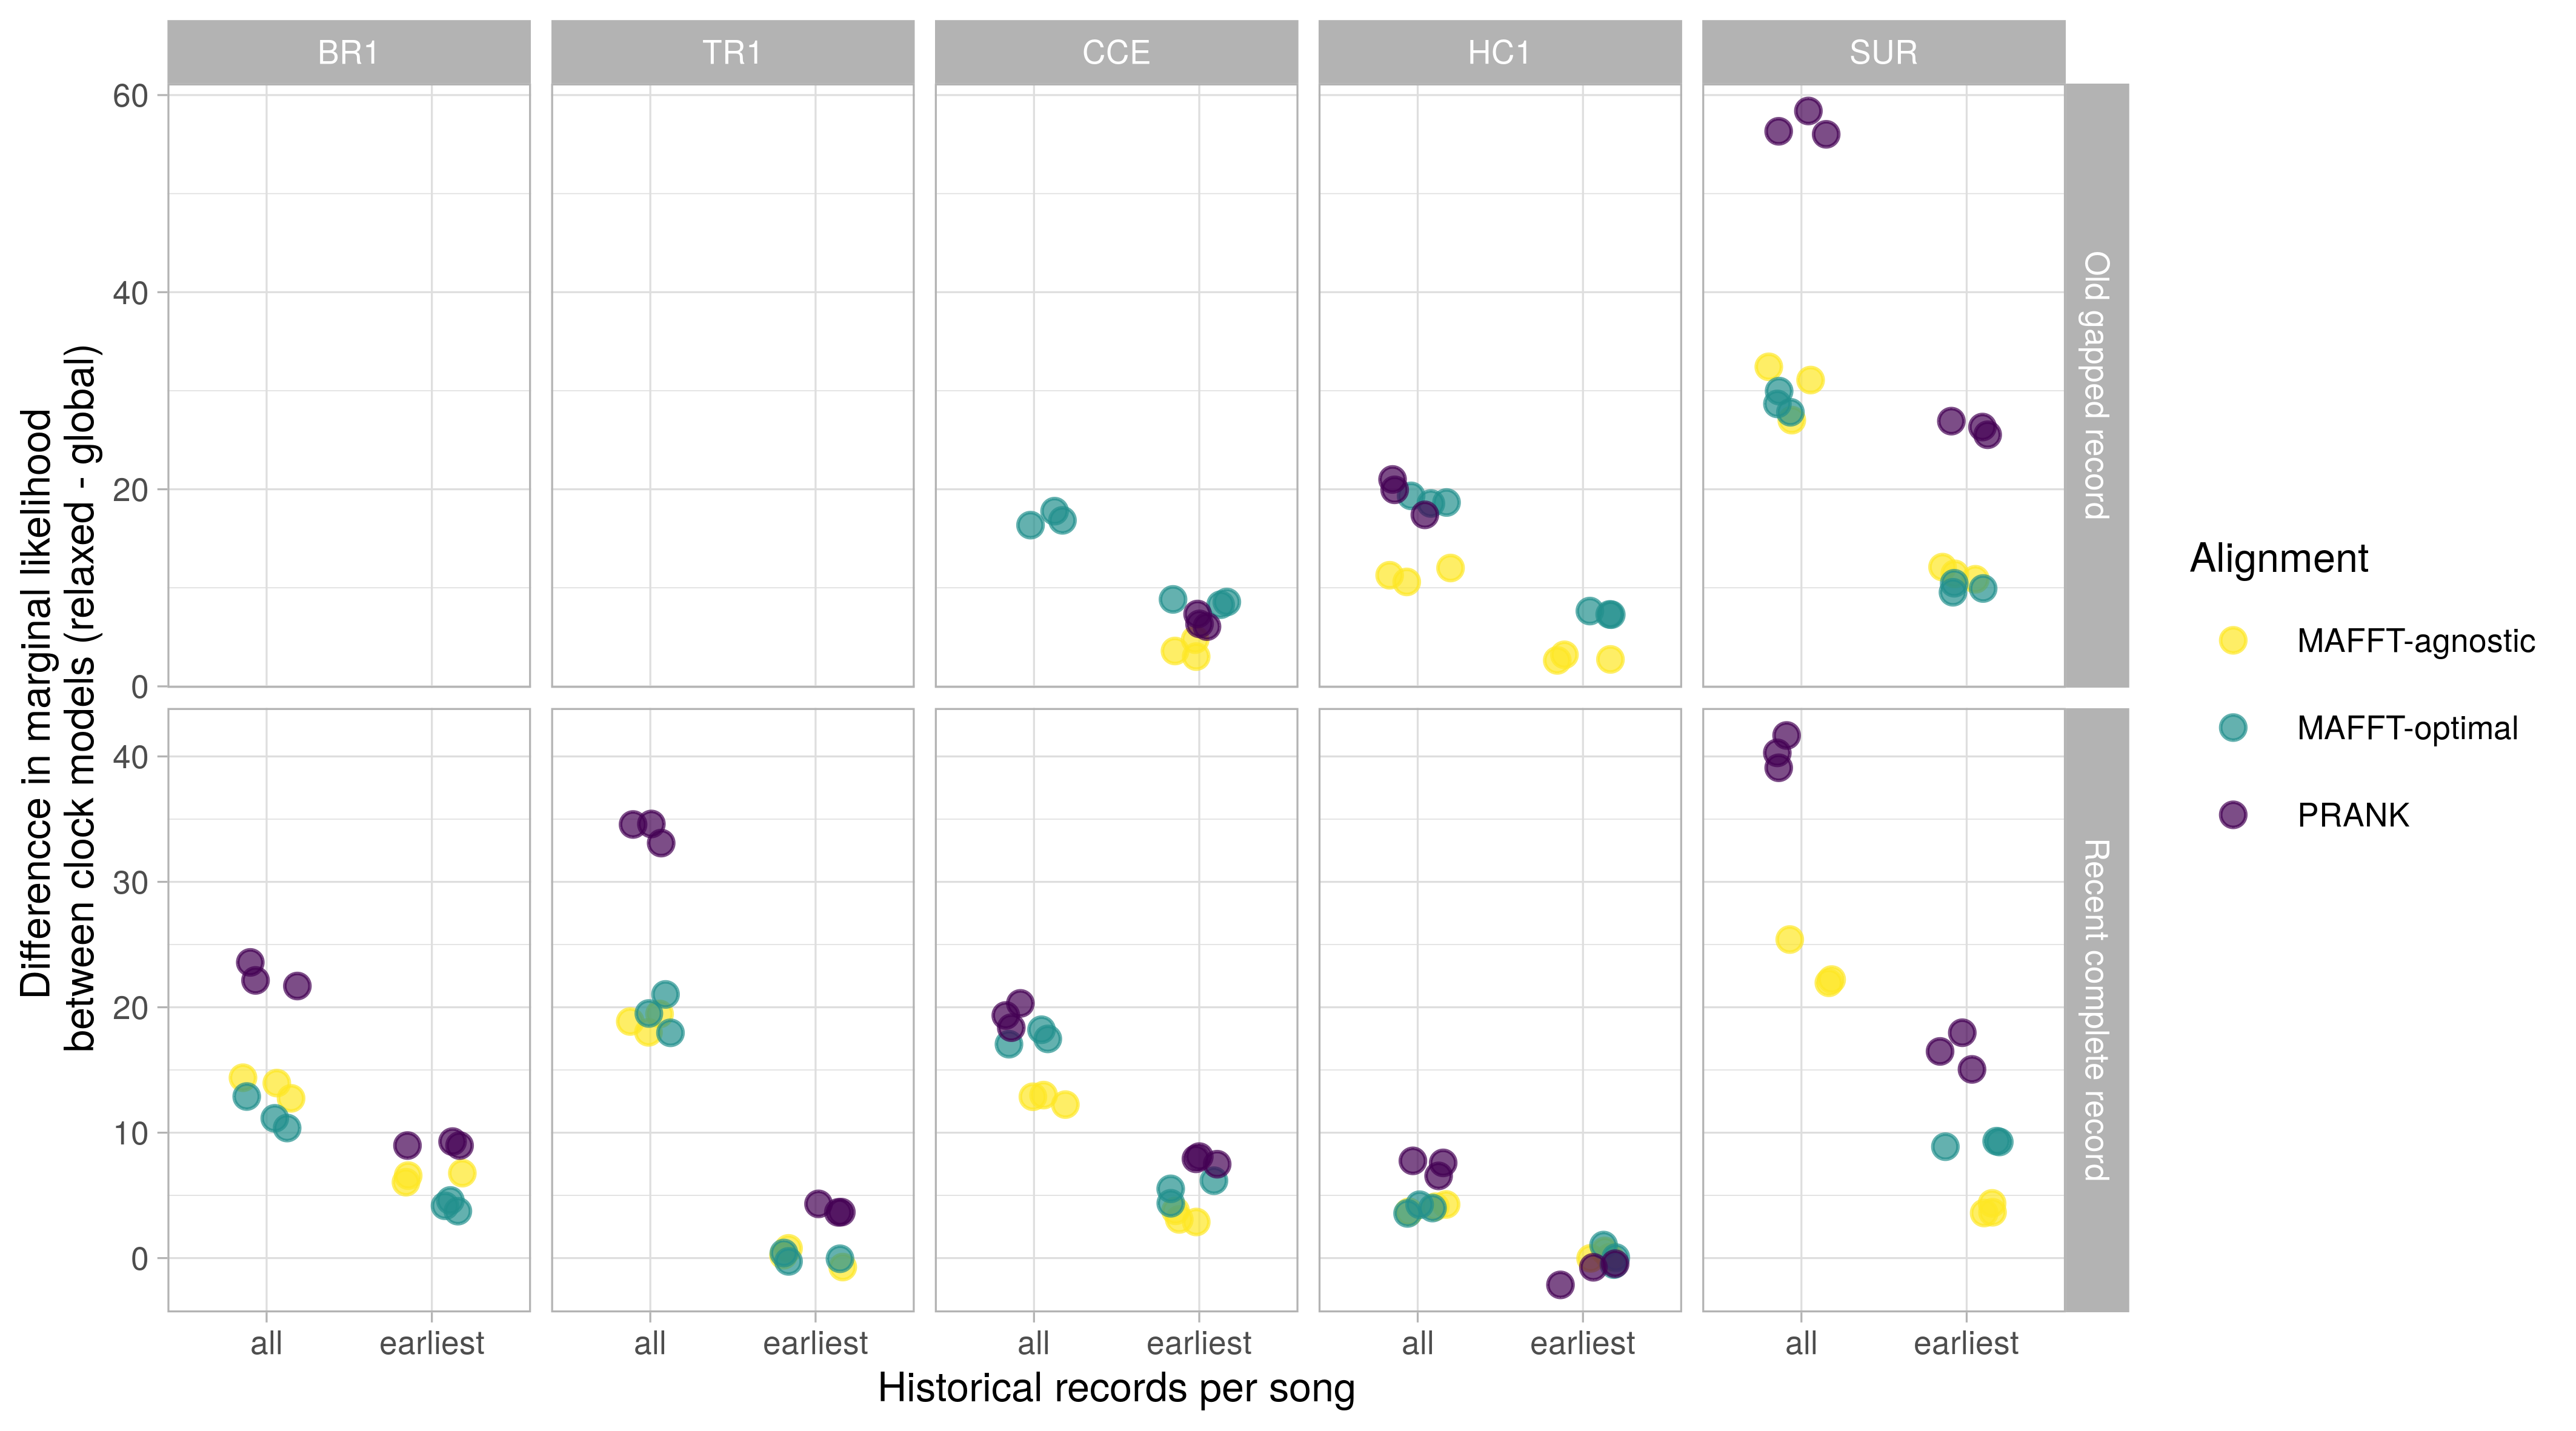 BR1
TR1
CCE
HC1
SUR
60
40
20
0
Old gapped record
40
30
20
10
0
Recent complete record
Differencce in marginal likelihood
between clock models (relaxed - global)
all
earliest
all
earliest
all
earliest
all
earliest
all
earliest
Historical records per song
Alignment
MAFFT-agnostic
MAFFT-optimal
PRANK